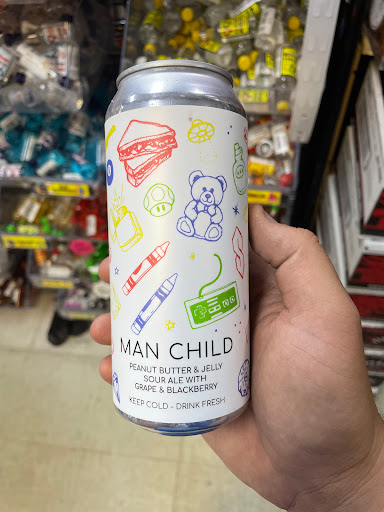 MAN CHILD
PEANUT BUTTER & JELLY
SOUR ALE WITH
GRAPE & BLACKBERRY
KEEP COLD - DRINK FRESH